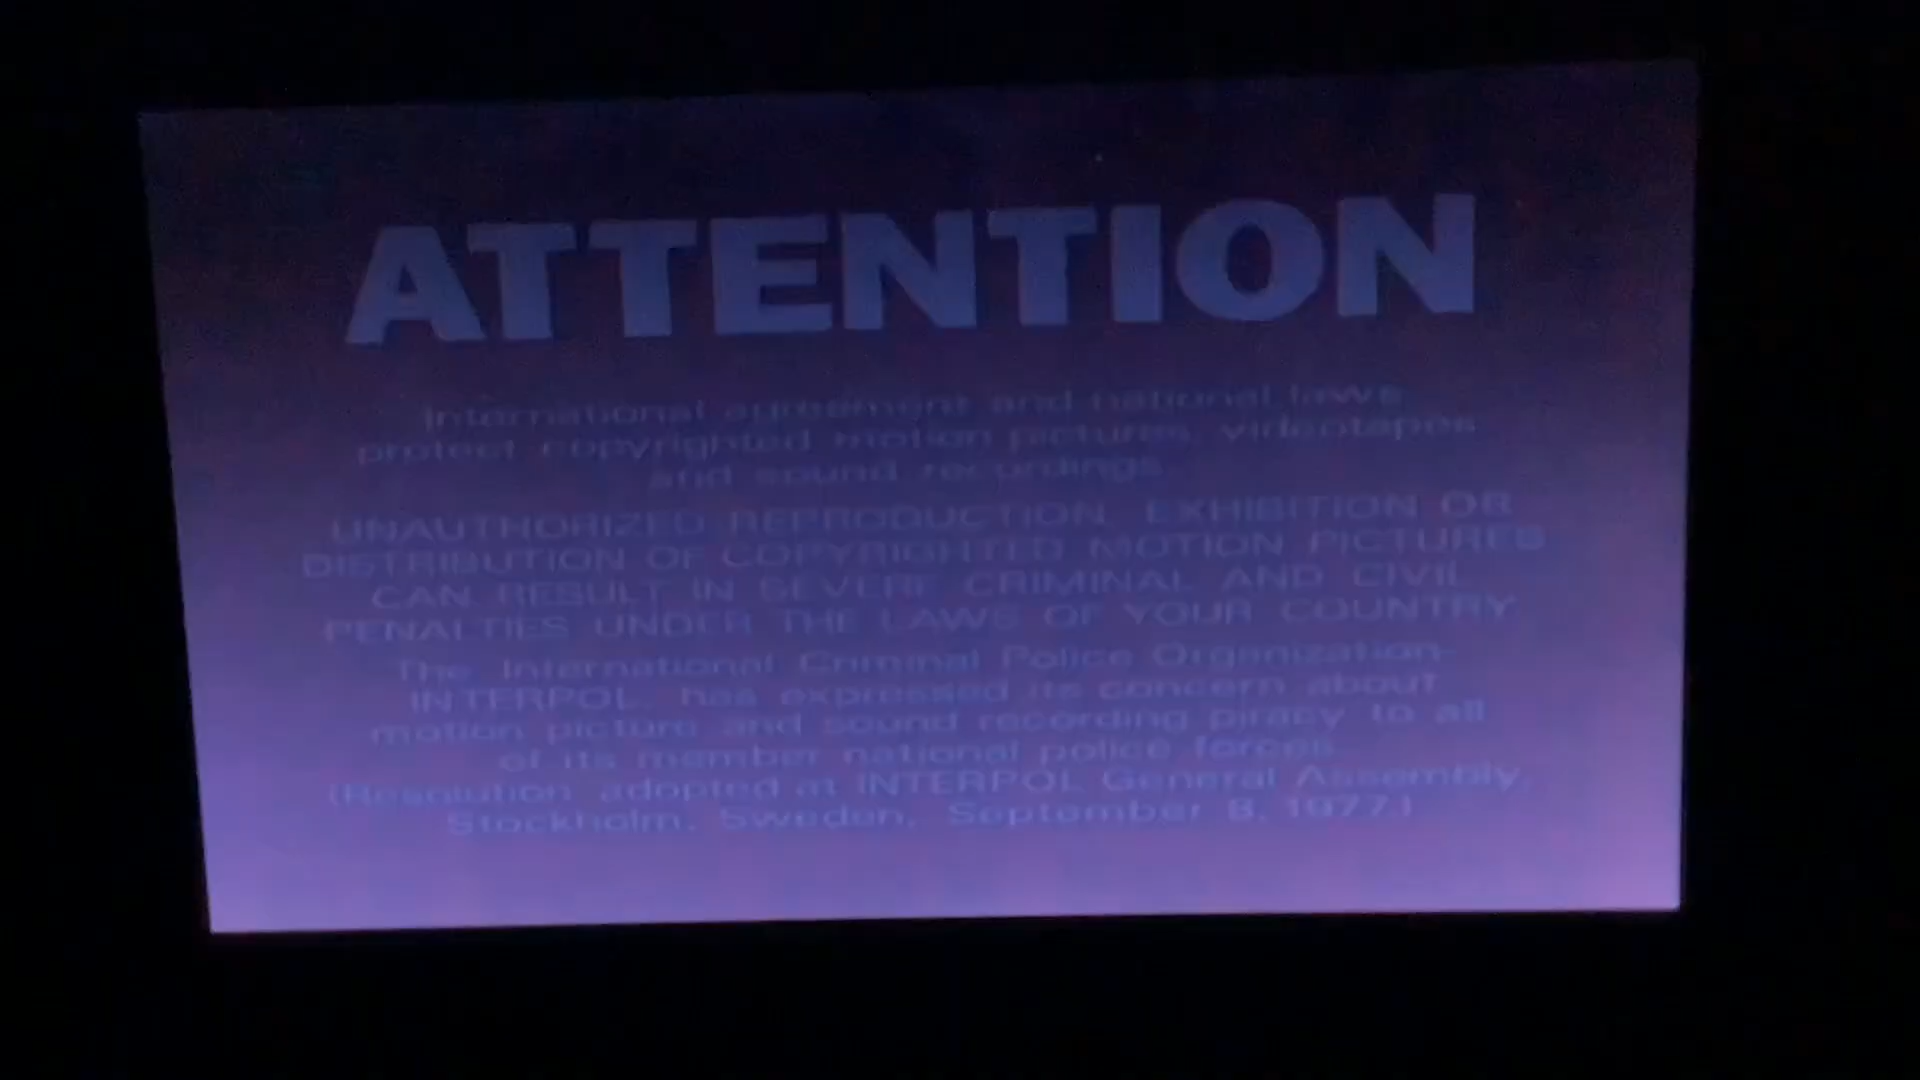 ATTENTION
International agreement and national laws
protect copyrighted motion pictures, videotapes
and sound recordings
UNAUTHORIZED REPRODUCTION, EXHIBITION OR
DISTRIBUTION OF COPYRIGHTED MOTION PICTURES
CAN RESULT IN SEVERE CRIMINAL AND CIVIL
PENALTIES UNDER THE LAWS OF YOUR COUNTRY
The International Criminal Police Organization-
INTERPOL, has expressed its concern about
motion picture and sound recording piracy to all
of its member national police forces
(Resolution adopted at INTERPOL General Assembly,
Stockholm, Sweden, September 8, 1977.)